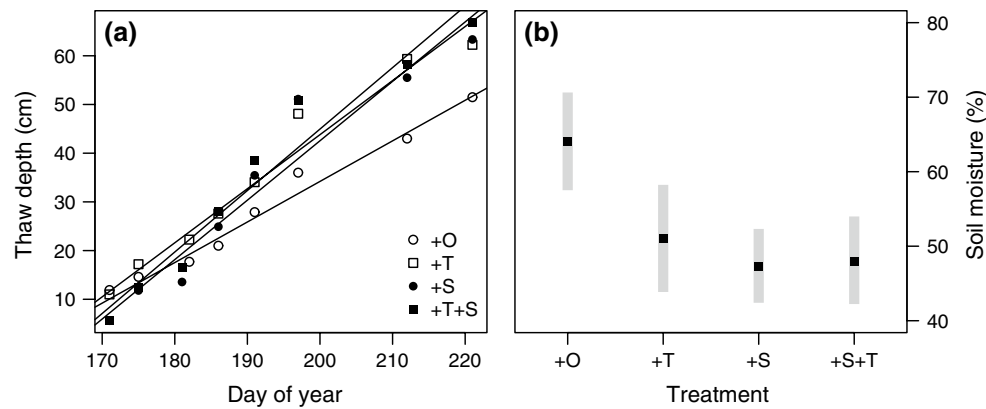 (a)
Thaw depth (cm)
60
50
40
30
20
10
+O
+T
+S
+T+S
170 180 190 200 210 220
Day of year
(b)
80
70
60
50
40
Soil moisture (%)
+O +T +S +S+T
Treatment